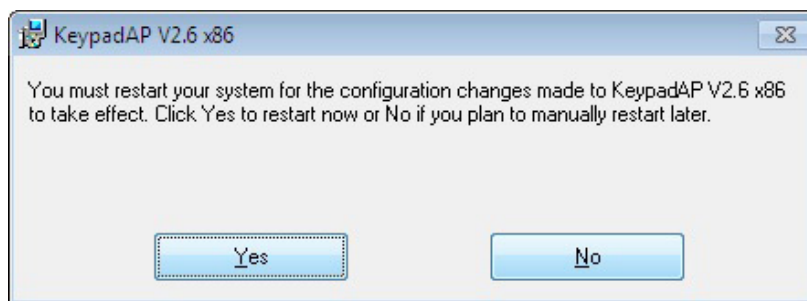 KeypadAP V2.6 x86
You must restart your system for the configuration changes made to KeypadAP V2.6 x86
to take effect. Click Yes to restart now or No if you plan to manually restart later.
Yes
No